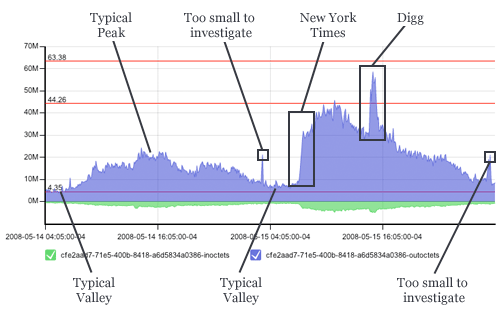 Typical
Peak
Too small to
investigate
New York
Times
Digg
70M
63.38
60M
50M
44.26
40M
30M
20M
10M
4.35
0M
2008-05-14 04:05:00-04
2008-05-14 16:05:00-04
2008-05-15 04:05:00-04
2008-05-15 16:05:00-04
cfe2aad7-71e5-400b-8418-a6d5834a0386-inoctets
cfe2aad7-71e5-400b-8418-a6d5834a0386-outoctets
Typical
Valley
Typical
Valley
Too small to
investigate